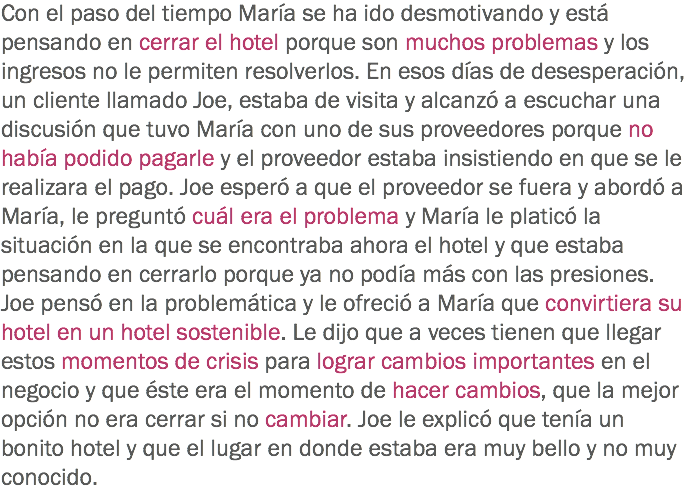 Con el paso del tiempo María se ha ido desmotivando y está
pensando en cerrar el hotel porque son muchos problemas y los
ingresos no le permiten resolverlos. En esos días de desesperación,
un cliente llamado Joe, estaba de visita y alcanzó a escuchar una
discusión que tuvo María con uno de sus proveedores porque no
había podido pagarle y el proveedor estaba insistiendo en que se le
realizara el pago. Joe esperó a que el proveedor se fuera y abordó a
María, le preguntó cuál era el problema y María le platicó la
situación en la que se encontraba ahora el hotel y que estaba
pensando en cerrarlo porque ya no podía más con las presiones.
Joe pensó en la problemática y le ofreció a María que convirtiera su
hotel en un hotel sostenible. Le dijo que a veces tienen que llegar
estos momentos de crisis para lograr cambios importantes en el
negocio y que éste era el momento de hacer cambios, que la mejor
opción no era cerrar si no cambiar. Joe le explicó que tenía un
bonito hotel y que el lugar en donde estaba era muy bello y no muy
conocido.